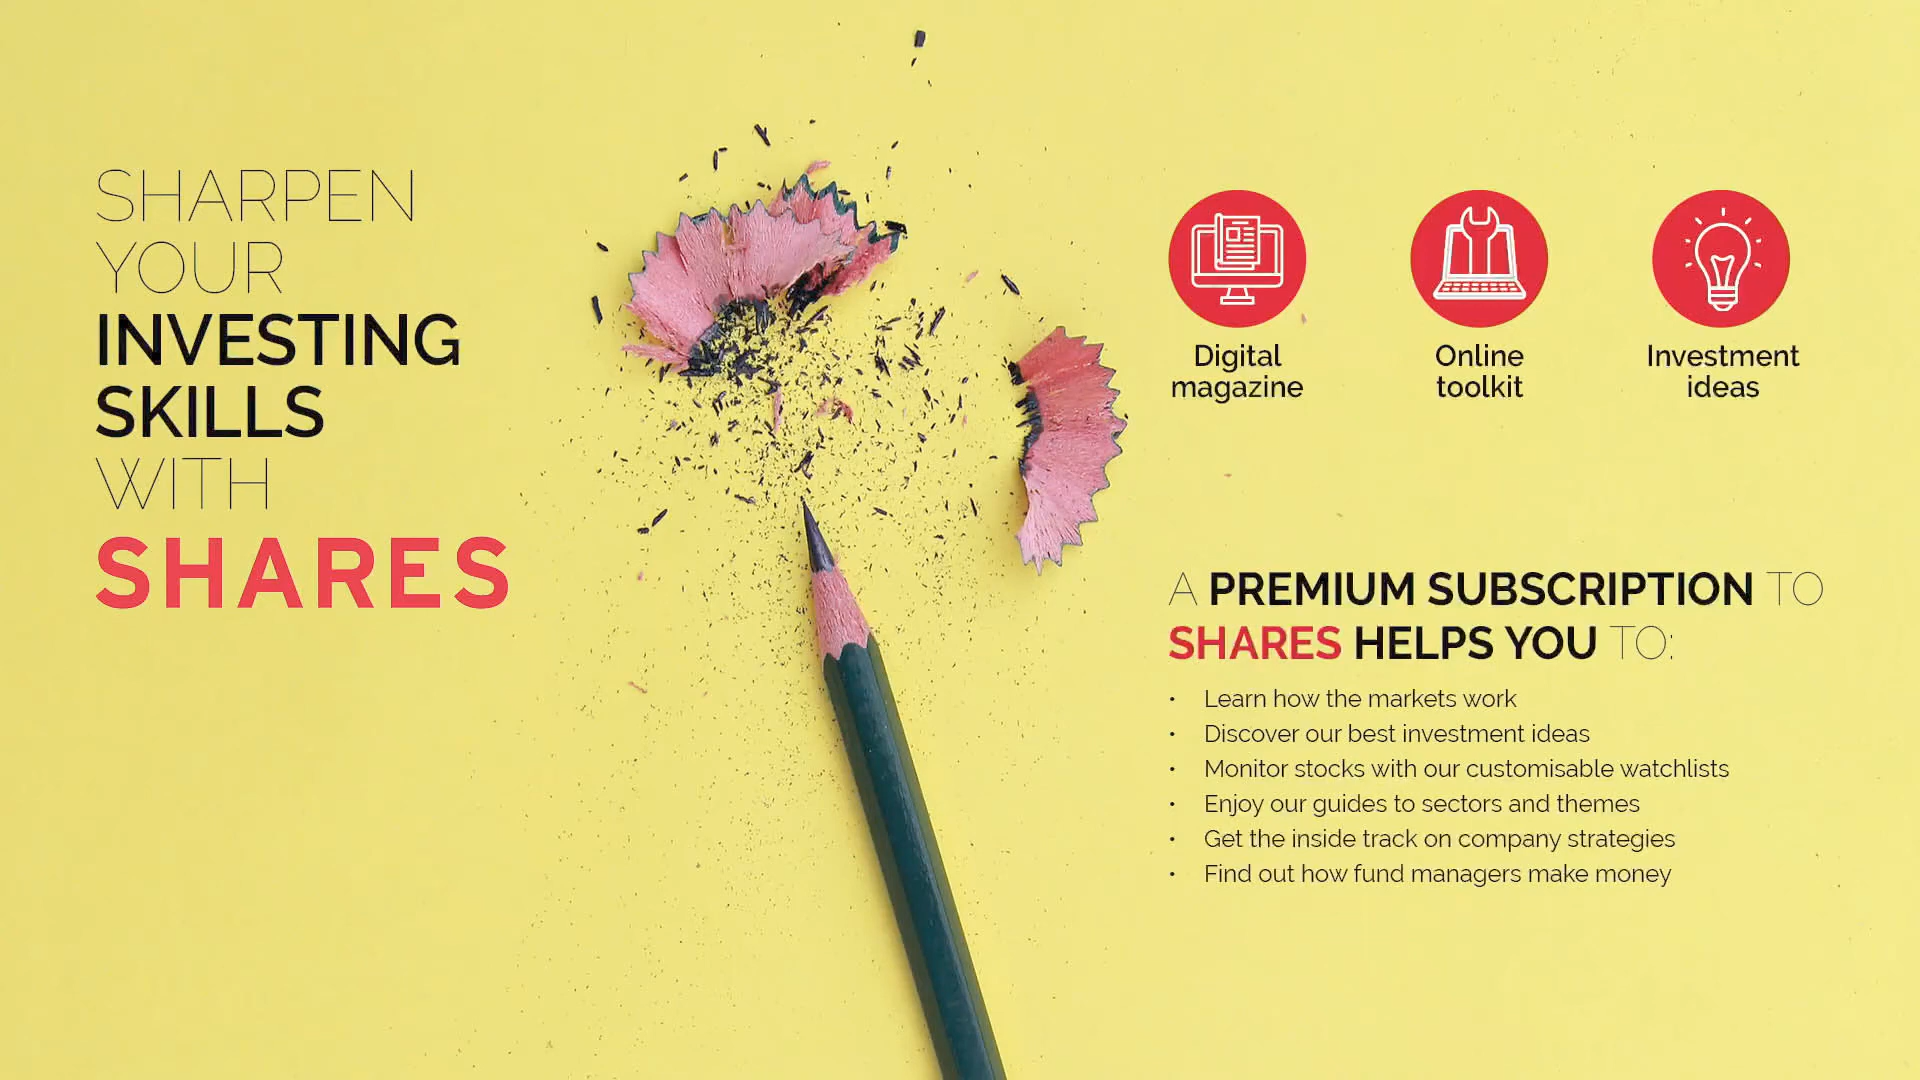 SHARPEN
YOUR
INVESTING
SKILLS
WITH
SHARES
Digital
magazine
Online
toolkit
Investment
ideas
A PREMIUM SUBSCRIPTION TO
SHARES HELPS YOU TO:
• Learn how the markets work
• Discover our best investment ideas
• Monitor stocks with our customisable watchlists
• Enjoy our guides to sectors and themes
• Get the inside track on company strategies
• Find out how fund managers make money